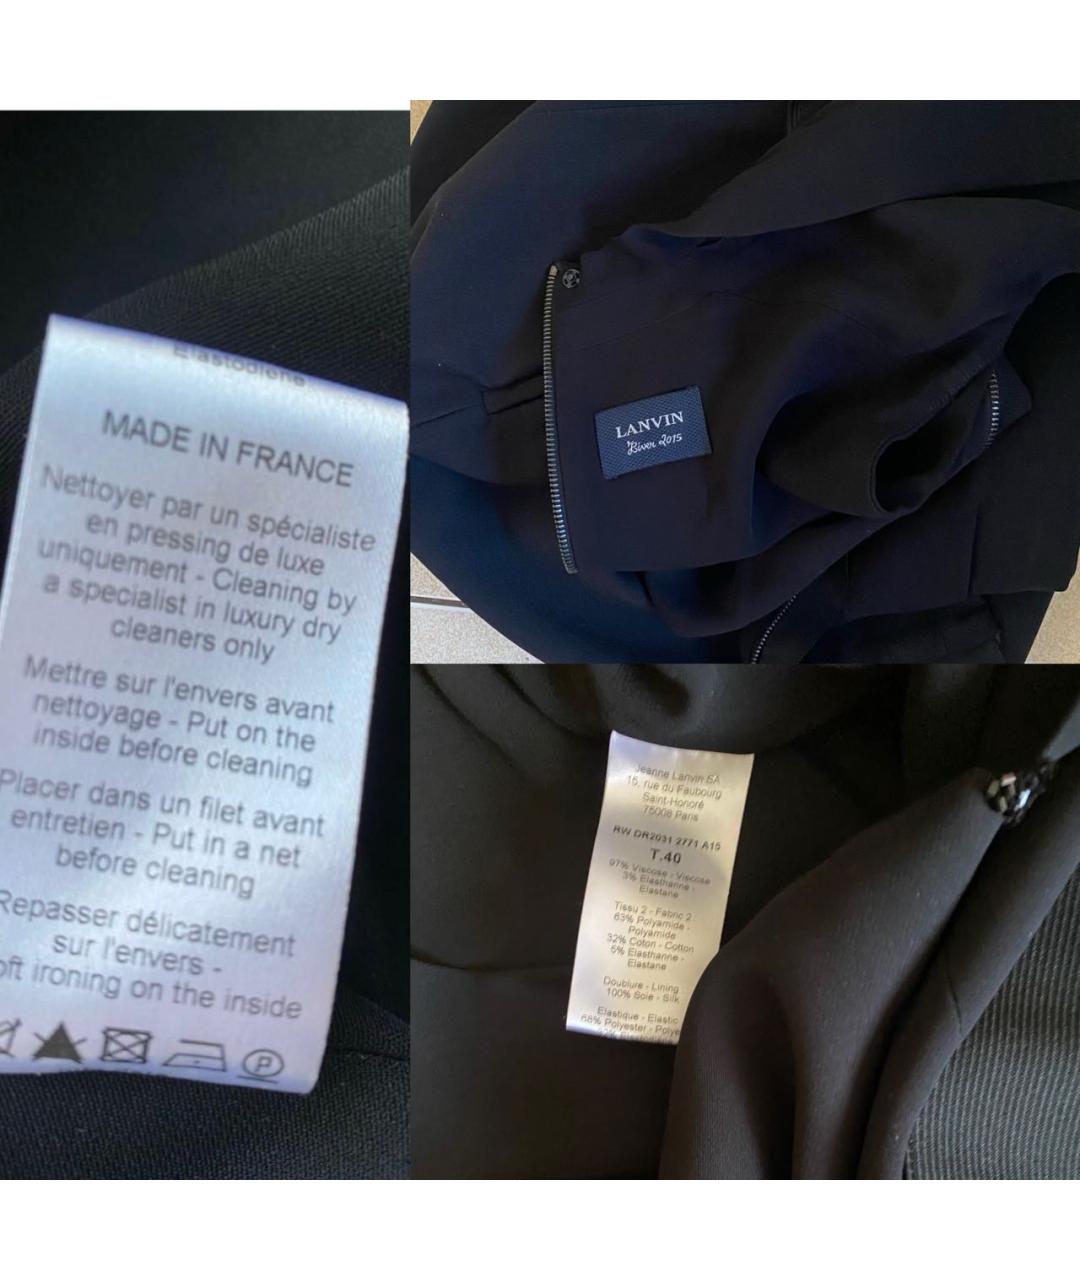 Elastodiène
MADE IN FRANCE
Nettoyer par un spécialiste
en pressing de luxe
uniquement - Cleaning by
a specialist in luxury dry
cleaners only
Mettre sur l'envers avant
nettoyage - Put on the
inside before cleaning
Placer dans un filet avant
entretien - Put in a net
before cleaning
Repasser délicatement
sur l'envers -
oft ironing on the inside
P
LANVIN
Hiver 2015
Jeanne Lanvin SA
15, rue du Faubourg
Saint-Honoré
75008 Paris
RW DR2031 2771 A15
T.40
97% Viscose - Viscose
3% Elasthanne -
Elastane
Tissu 2 - Fabric 2
63% Polyamide -
Polyamide
32% Coton - Cotton
5% Elasthanne -
Elastane
Doublure - Lining
100% Soie - Silk
Elastique - Elastic
68% Polyester - Polye